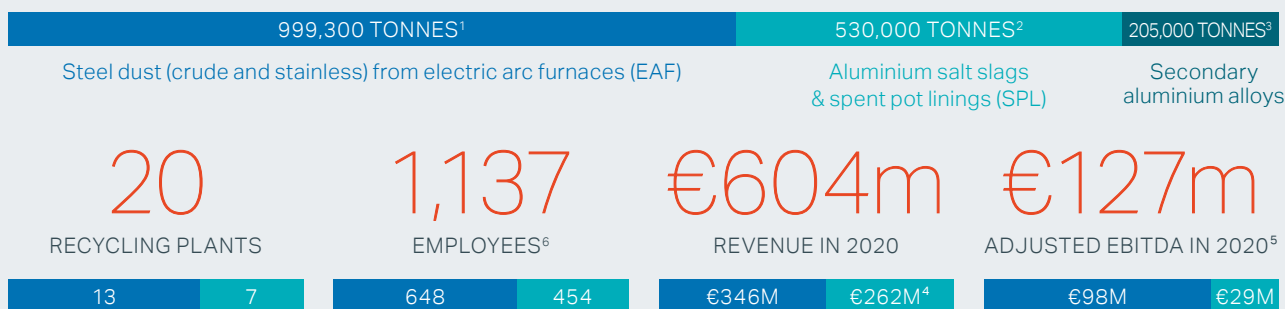 999,300 TONNES¹ 530,000 TONNES² 205,000 TONNES³
Steel dust (crude and stainless) from electric arc furnaces (EAF)
Aluminium salt slags
& spent pot linings (SPL)
Secondary
aluminium alloys
20 1,137 €604m €127m
RECYCLING PLANTS EMPLOYEES⁶ REVENUE IN 2020 ADJUSTED EBITDA IN 2020⁵
13 7 648 454 €346M €262M⁴ €98M €29M